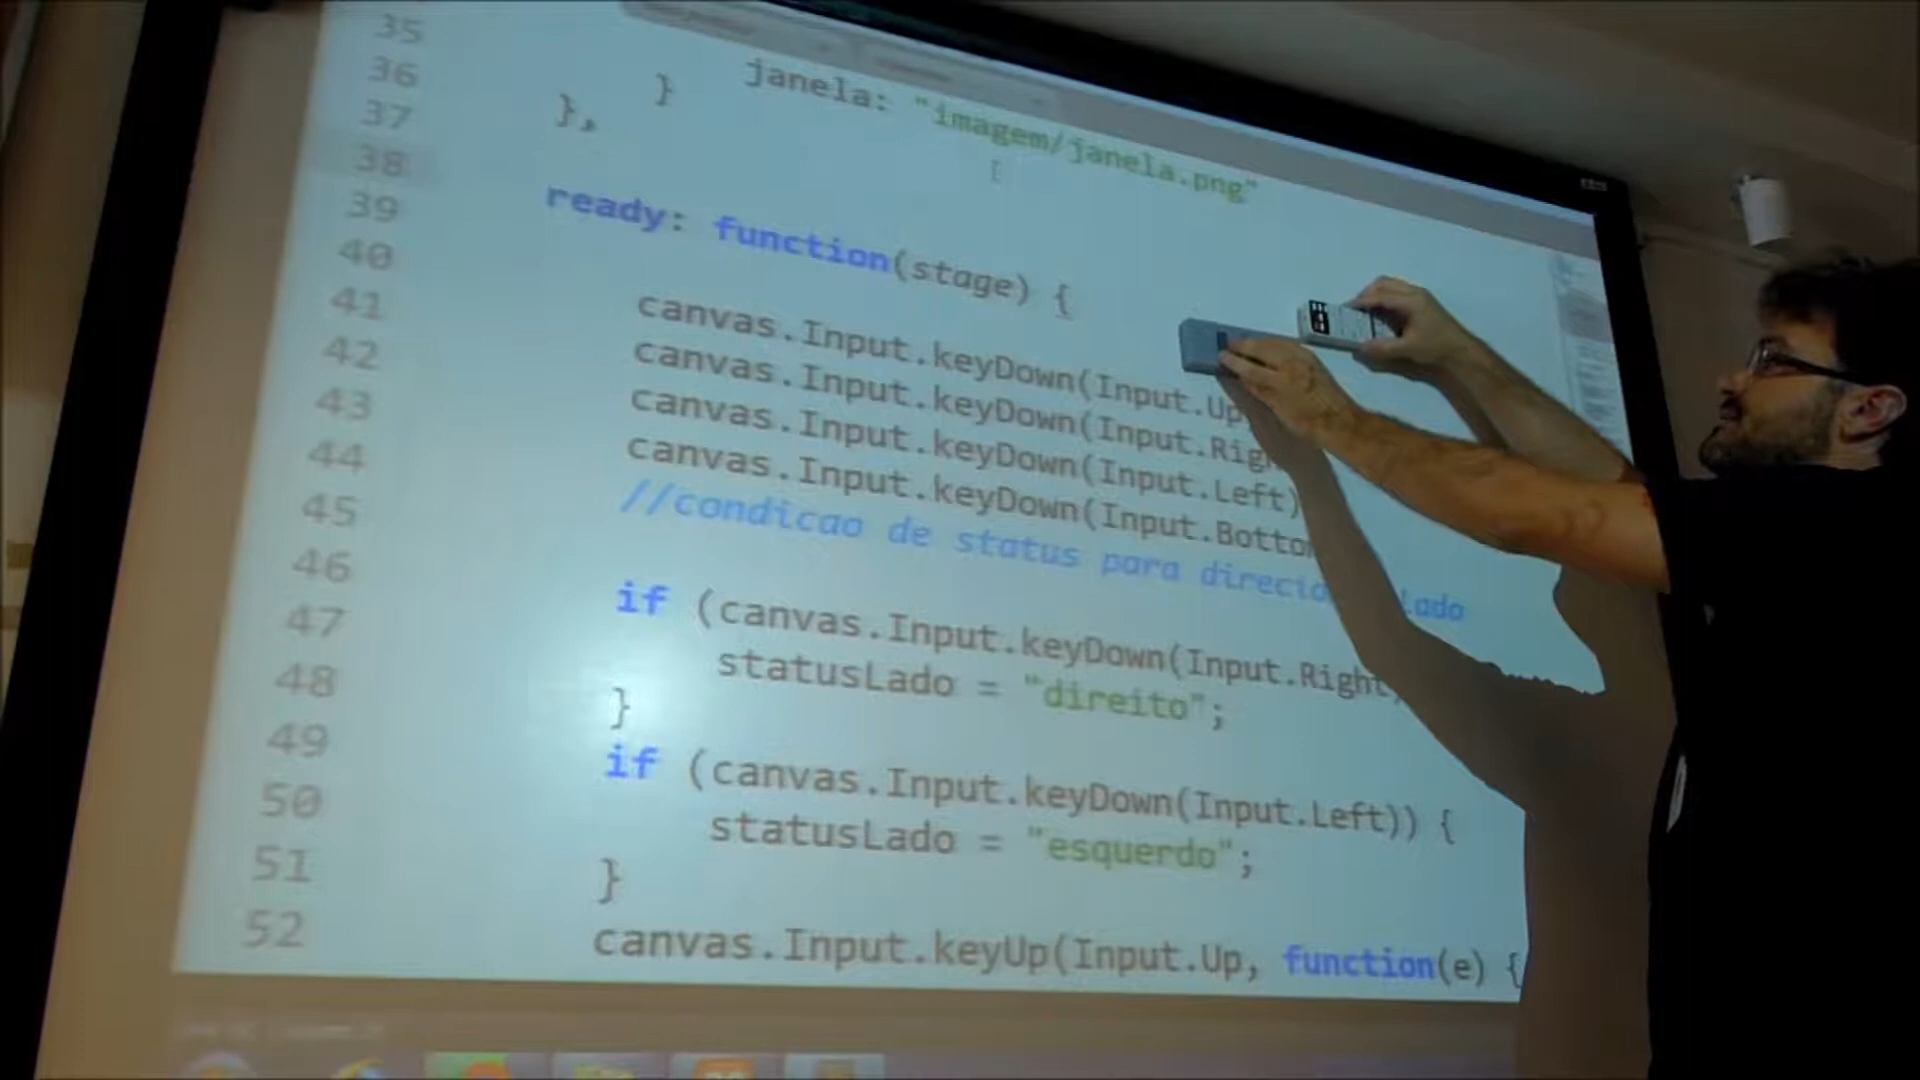 35
36 janela: "imagem/janela.png"
37 }
38 },
39 ready: function(stage) {
40
41 canvas.Input.keyDown(Input.Up
42 canvas.Input.keyDown(Input.Righ
43 canvas.Input.keyDown(Input.Left)
44 canvas.Input.keyDown(Input.Botto
45 //condicao de status para lado
46 if (canvas.Input.keyDown(Input.Right)
47 statusLado = "direito";
48 }
49 if (canvas.Input.keyDown(Input.Left)) {
50 statusLado = "esquerdo";
51 }
52 canvas.Input.keyUp(Input.Up, function(e) {